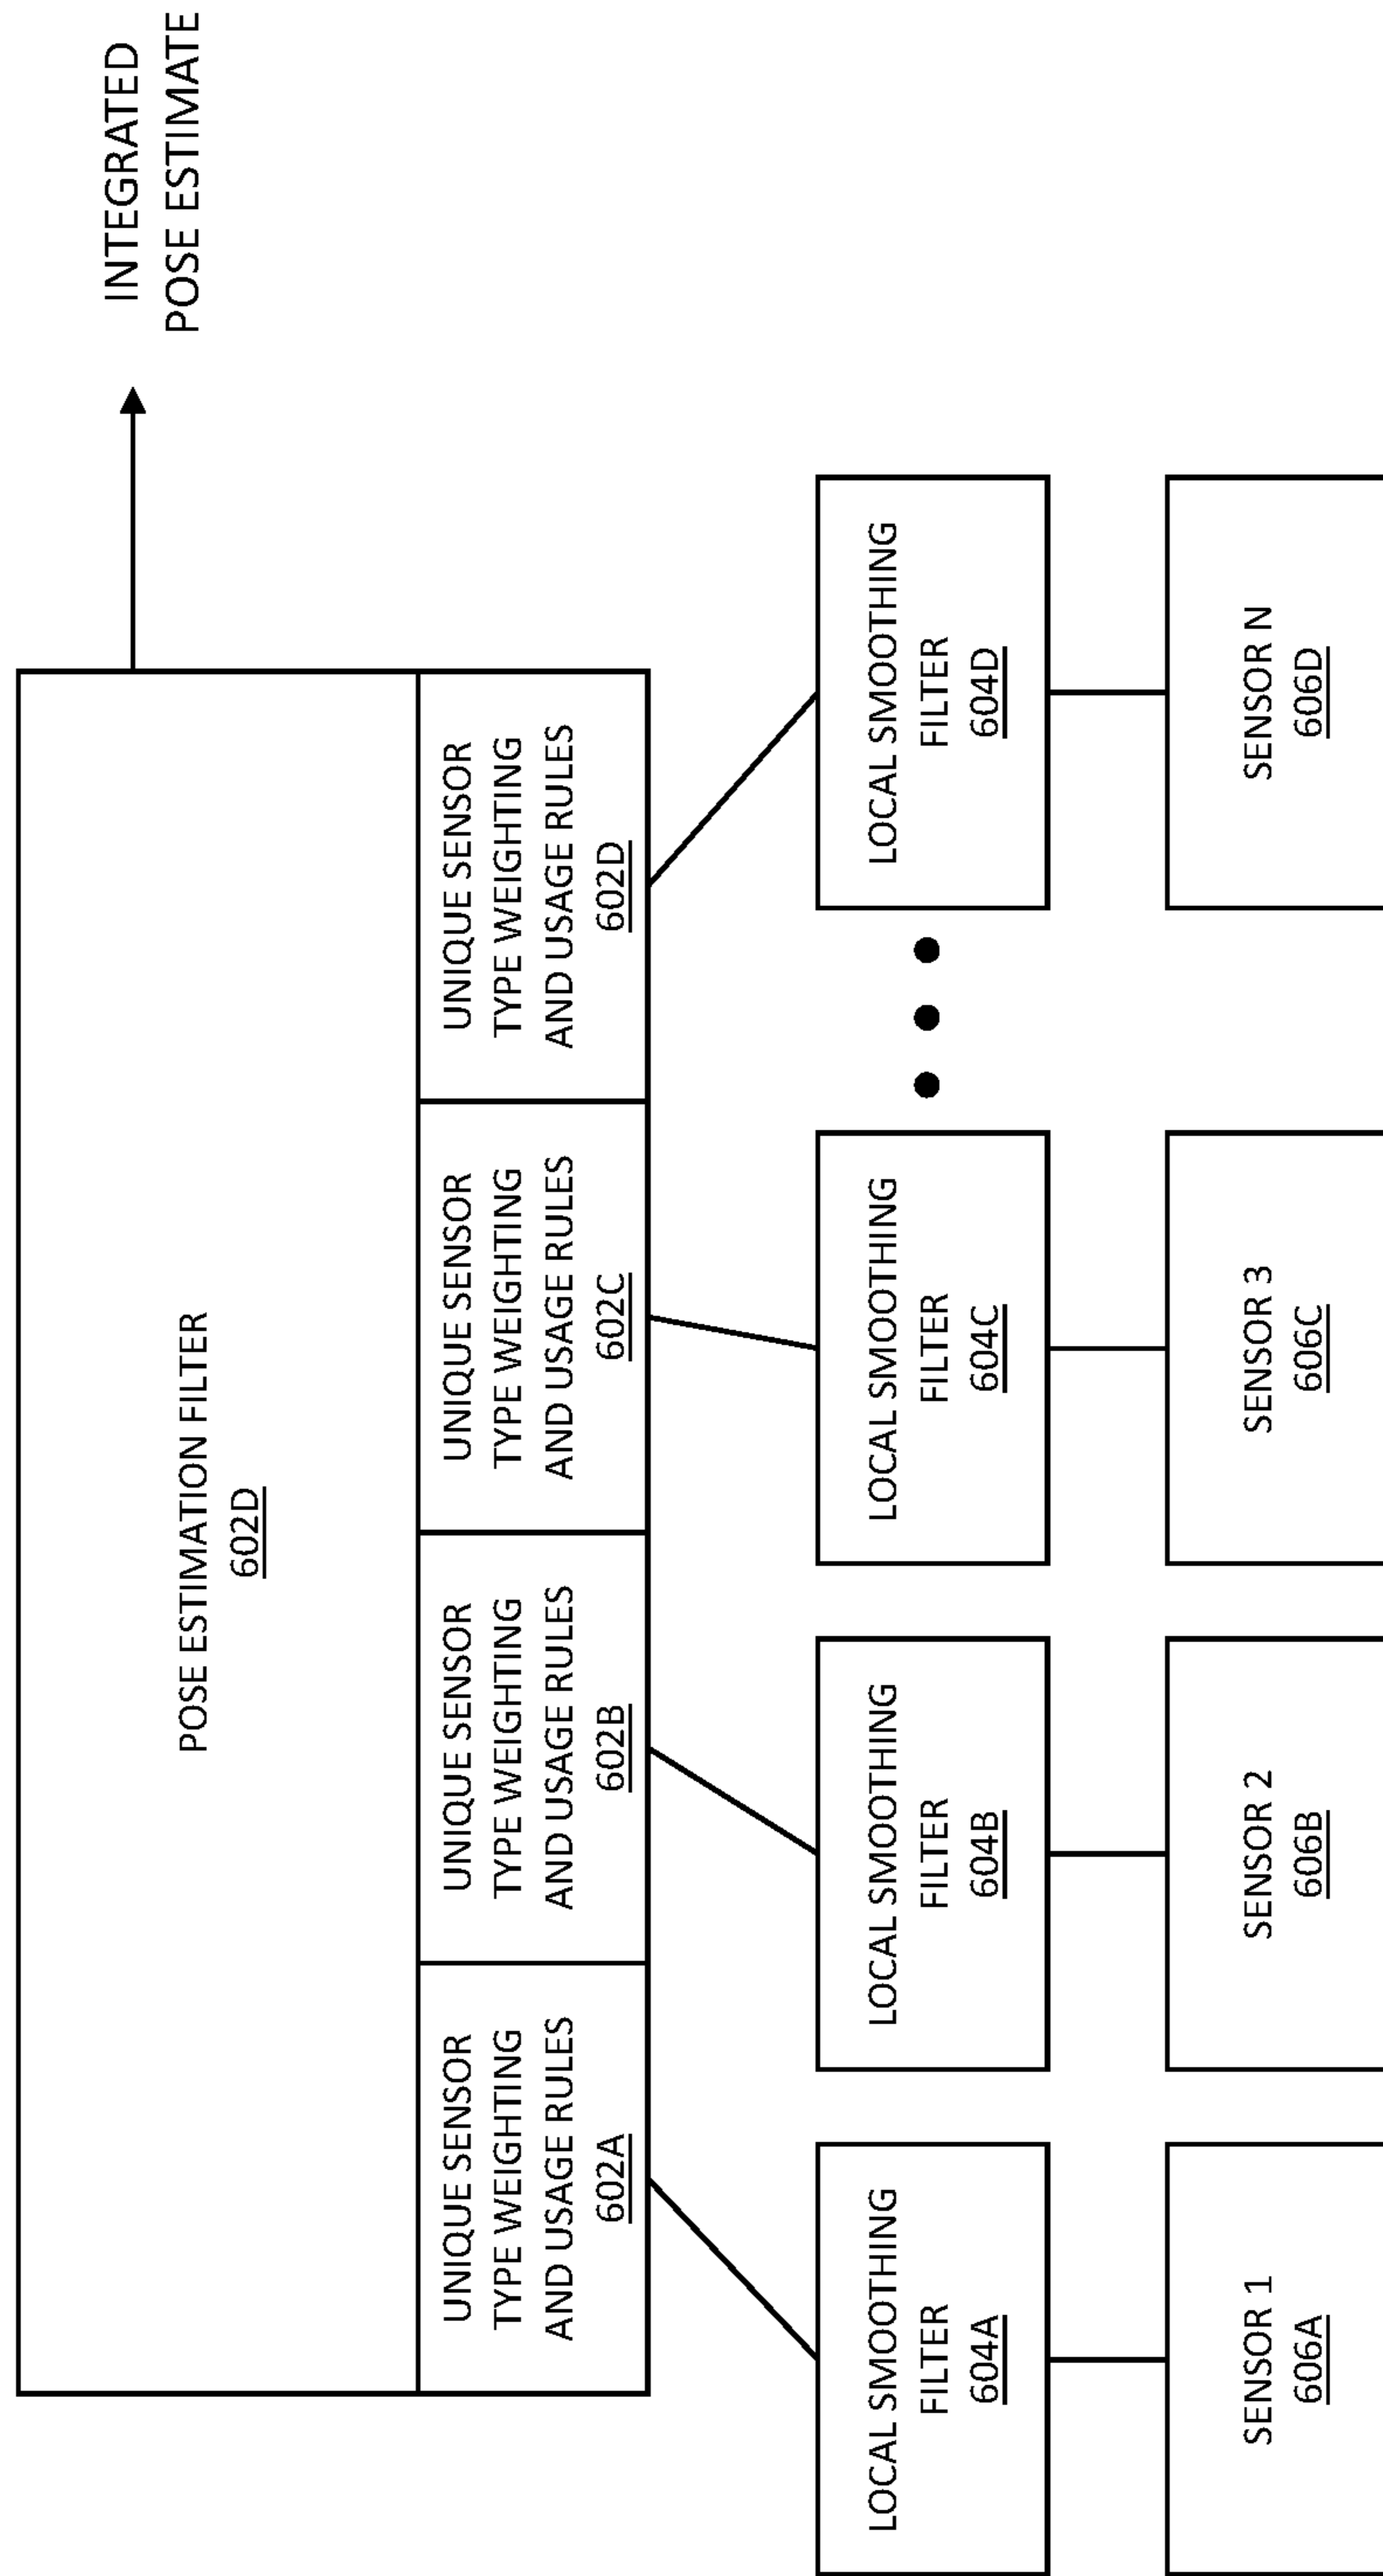 INTEGRATED
POSE ESTIMATE
POSE ESTIMATION FILTER
602D
UNIQUE SENSOR
TYPE WEIGHTING
AND USAGE RULES
602A
UNIQUE SENSOR
TYPE WEIGHTING
AND USAGE RULES
602B
UNIQUE SENSOR
TYPE WEIGHTING
AND USAGE RULES
602C
UNIQUE SENSOR
TYPE WEIGHTING
AND USAGE RULES
602D
LOCAL SMOOTHING
FILTER
604A
LOCAL SMOOTHING
FILTER
604B
LOCAL SMOOTHING
FILTER
604C
LOCAL SMOOTHING
FILTER
604D
SENSOR 1
606A
SENSOR 2
606B
SENSOR 3
606C
SENSOR N
606D